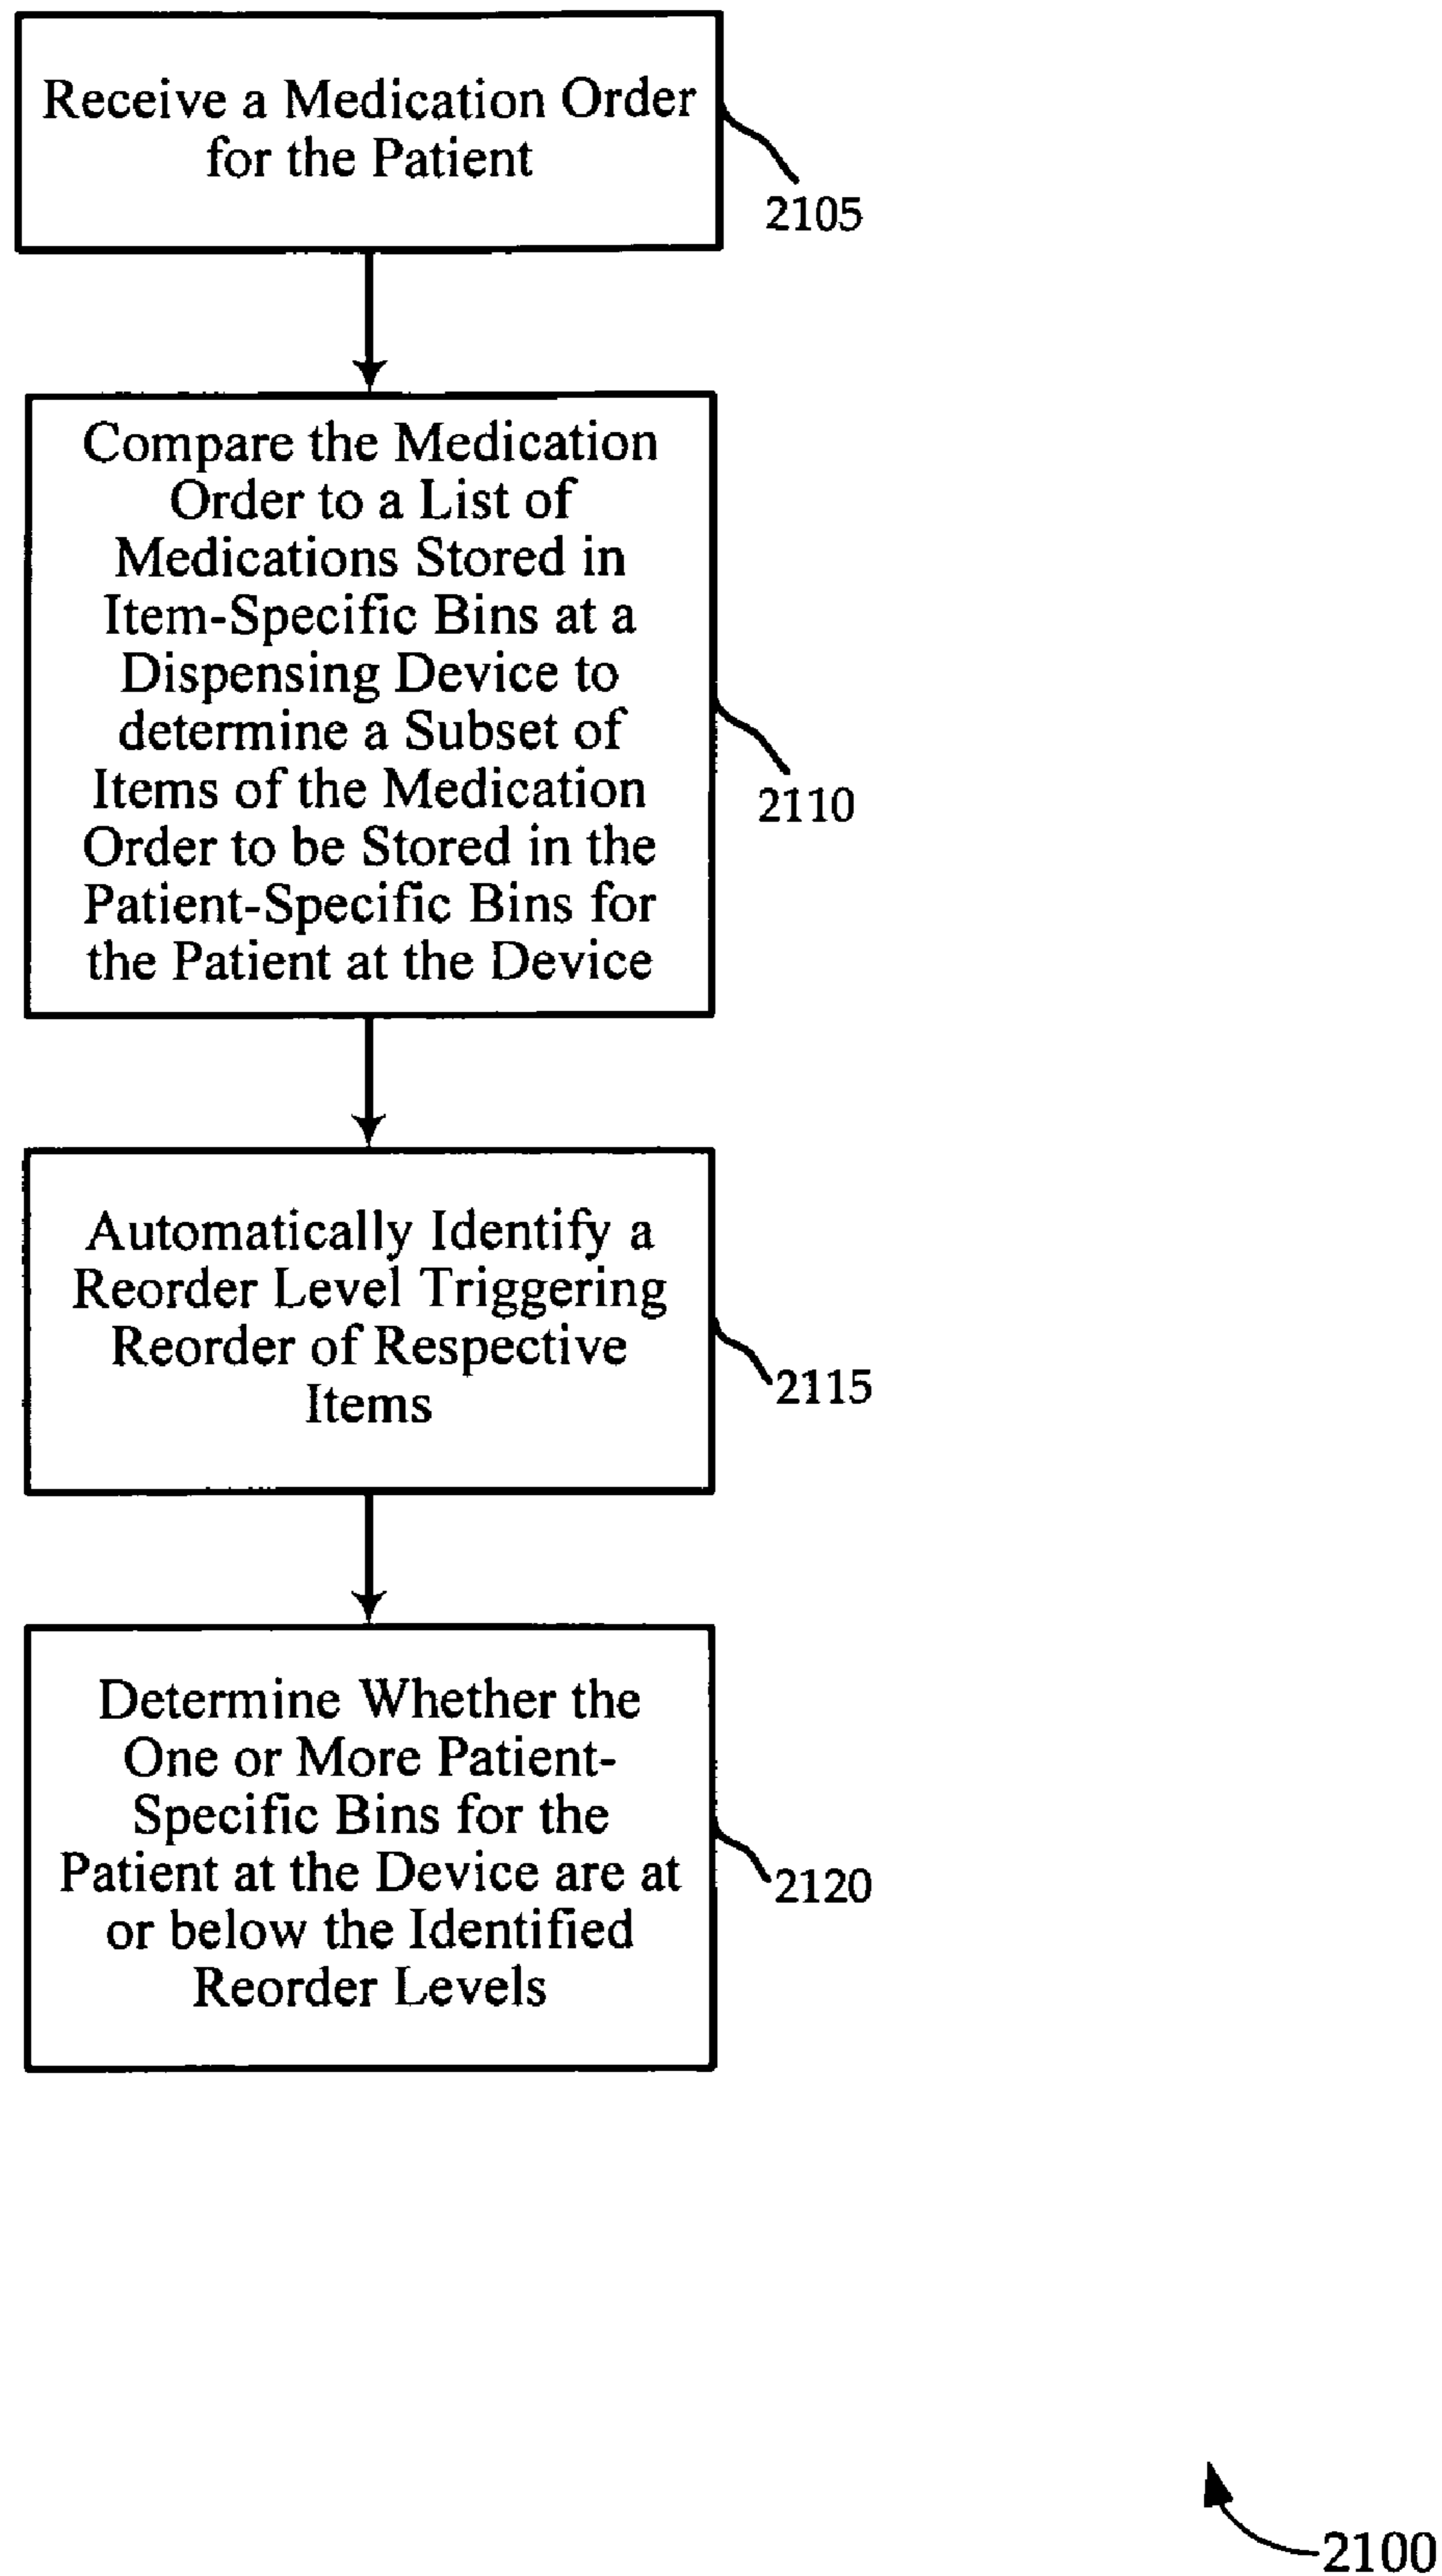 Receive a Medication Order
for the Patient
2105
Compare the Medication
Order to a List of
Medications Stored in
Item-Specific Bins at a
Dispensing Device to
determine a Subset of
Items of the Medication
Order to be Stored in the
Patient-Specific Bins for
the Patient at the Device
2110
Automatically Identify a
Reorder Level Triggering
Reorder of Respective
Items
2115
Determine Whether the
One or More Patient-
Specific Bins for the
Patient at the Device are at
or below the Identified
Reorder Levels
2120
2100